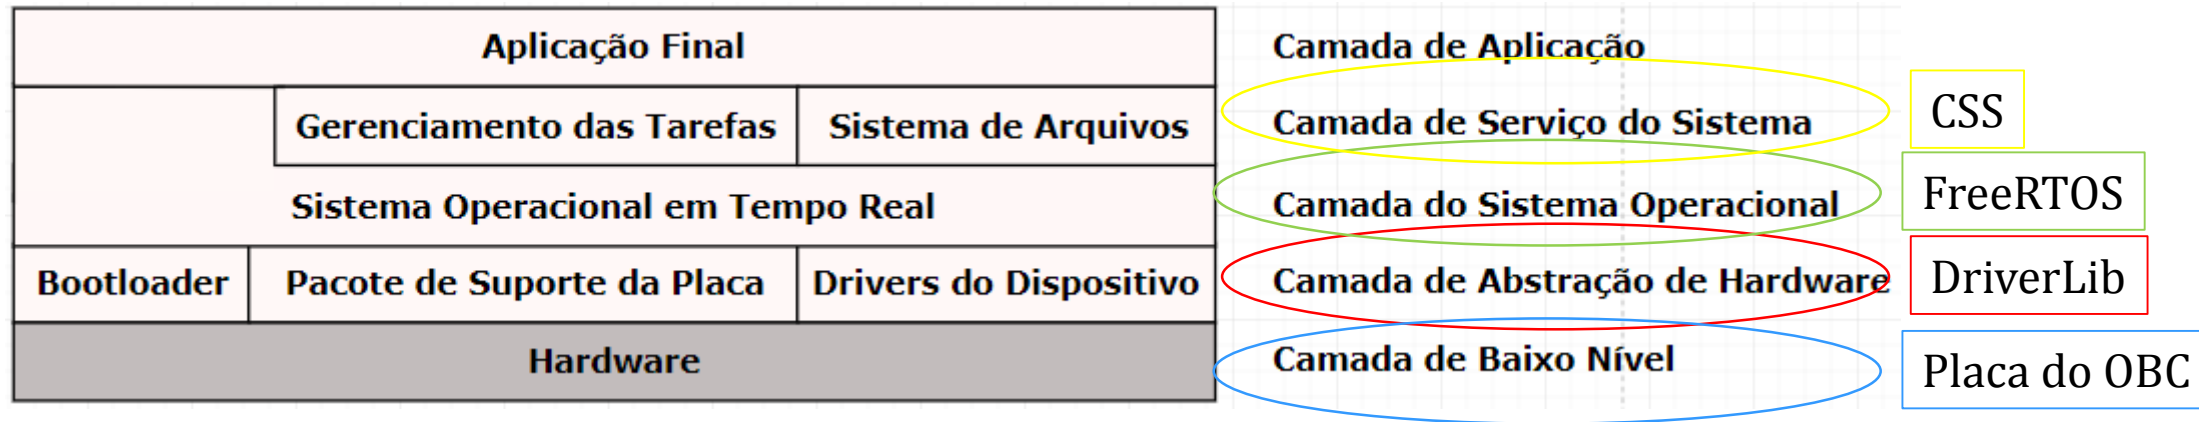 Aplicação Final
Camada de Aplicação
Gerenciamento das Tarefas
Sistema de Arquivos
Camada de Serviço do Sistema
CSS
Sistema Operacional em Tempo Real
Camada do Sistema Operacional
FreeRTOS
Bootloader
Pacote de Suporte da Placa
Drivers do Dispositivo
Camada de Abstração de Hardware
DriverLib
Hardware
Camada de Baixo Nível
Placa do OBC